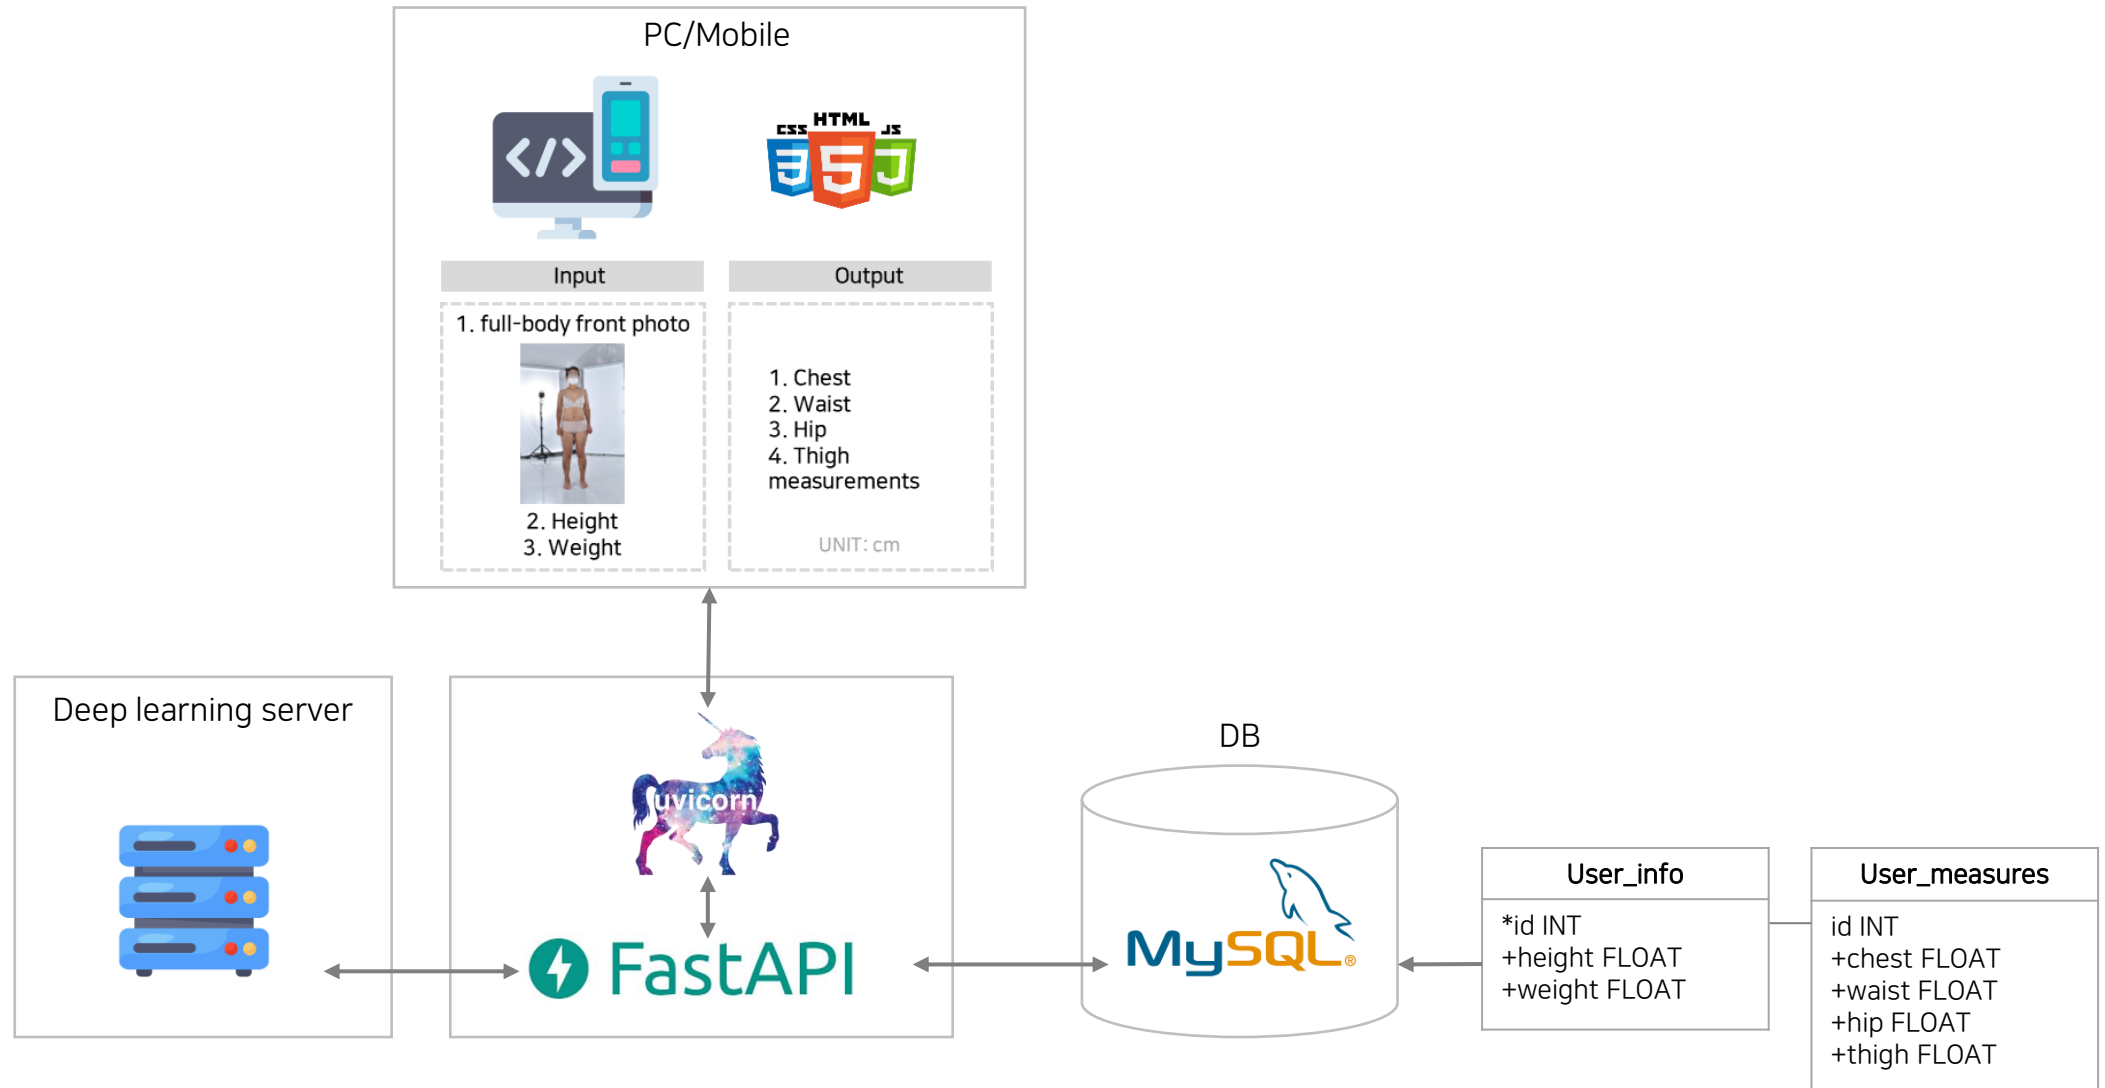 PC/Mobile
</>
CSS HTML JS
3 5 J
Input
Output
1. full-body front photo
2. Height
3. Weight
1. Chest
2. Waist
3. Hip
4. Thigh
measurements
UNIT: cm
Deep learning server
uvicorn
FastAPI
DB
MySQL®
User_info
*id INT
+height FLOAT
+weight FLOAT
User_measures
id INT
+chest FLOAT
+waist FLOAT
+hip FLOAT
+thigh FLOAT